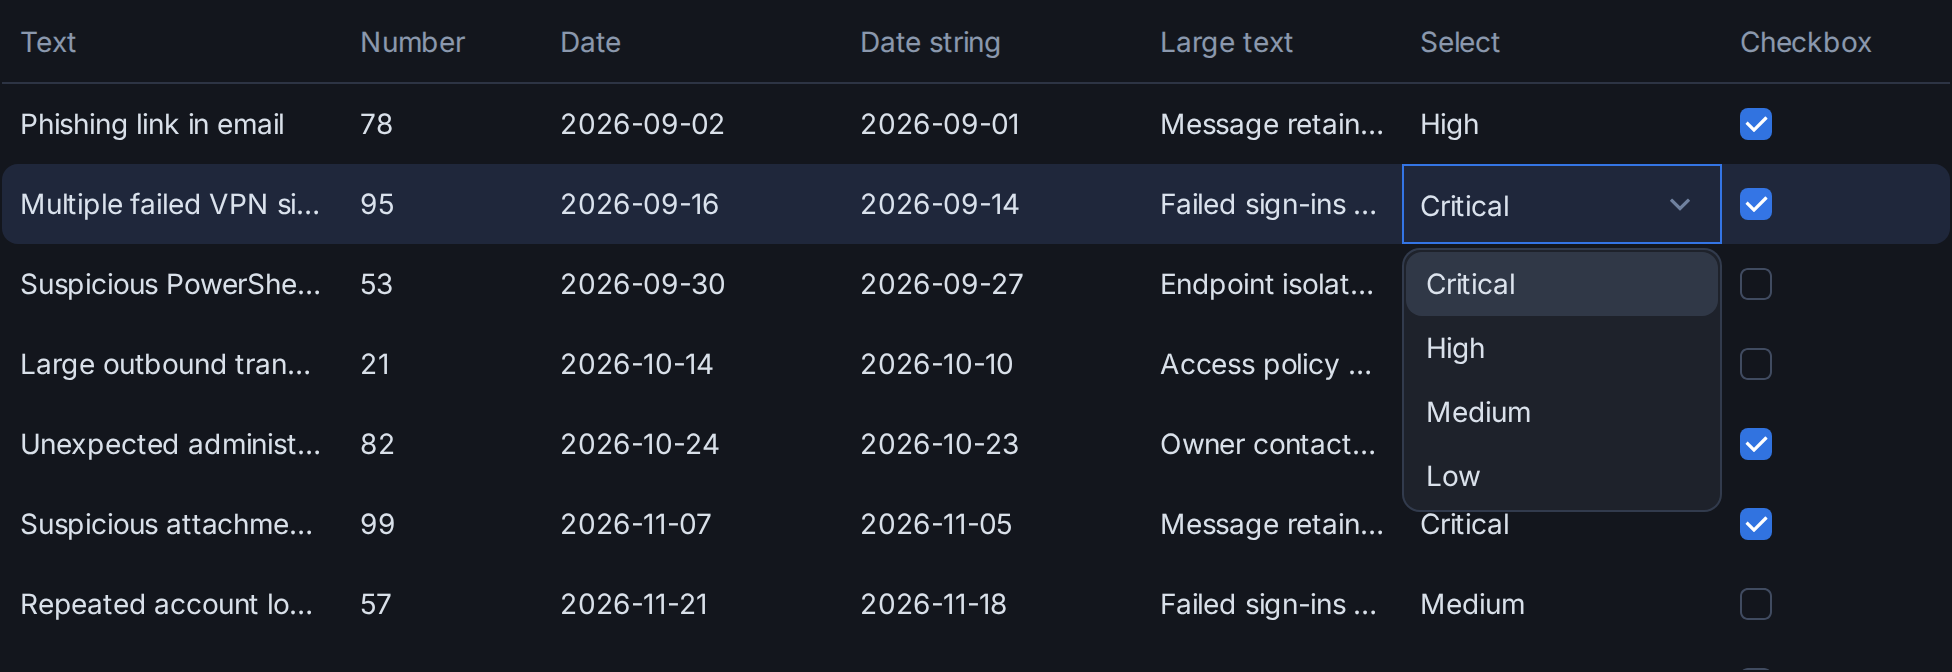 Text Number Date Date string Large text Select Checkbox
Phishing link in email 78 2026-09-02 2026-09-01 Message retain... High
Multiple failed VPN si... 95 2026-09-16 2026-09-14 Failed sign-ins ... Critical
Suspicious PowerShe... 53 2026-09-30 2026-09-27 Endpoint isolat... Critical
Large outbound tran... 21 2026-10-14 2026-10-10 Access policy ... High
Medium
Unexpected administ... 82 2026-10-24 2026-10-23 Owner contact...
Low
Suspicious attachme... 99 2026-11-07 2026-11-05 Message retain... Critical
Repeated account lo... 57 2026-11-21 2026-11-18 Failed sign-ins ... Medium